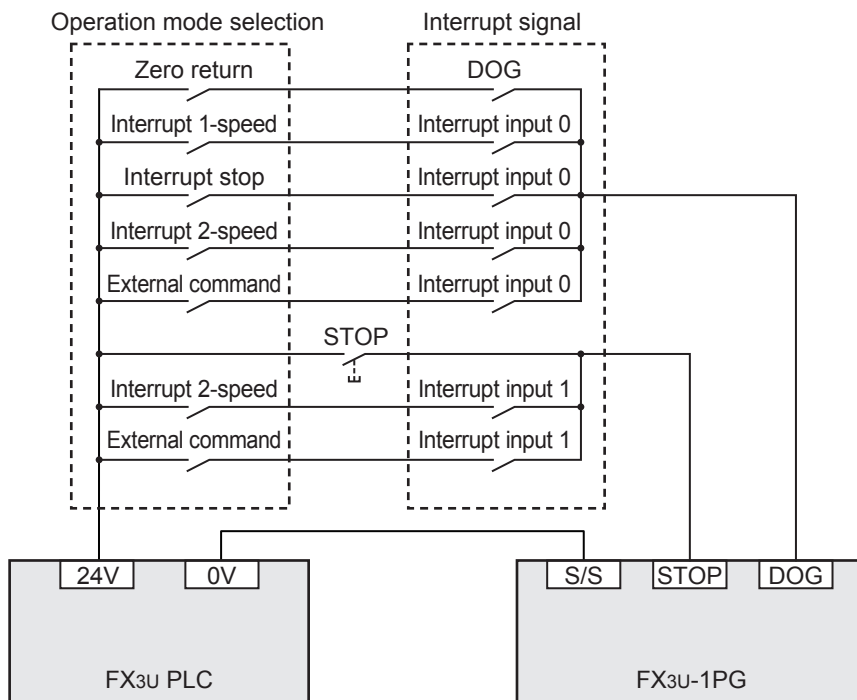 Operation mode selection Interrupt signal
Zero return DOG
Interrupt 1-speed Interrupt input 0
Interrupt stop Interrupt input 0
Interrupt 2-speed Interrupt input 0
External command Interrupt input 0
STOP
Interrupt 2-speed Interrupt input 1
External command Interrupt input 1
24V 0V S/S STOP DOG
FX3U PLC FX3U-1PG